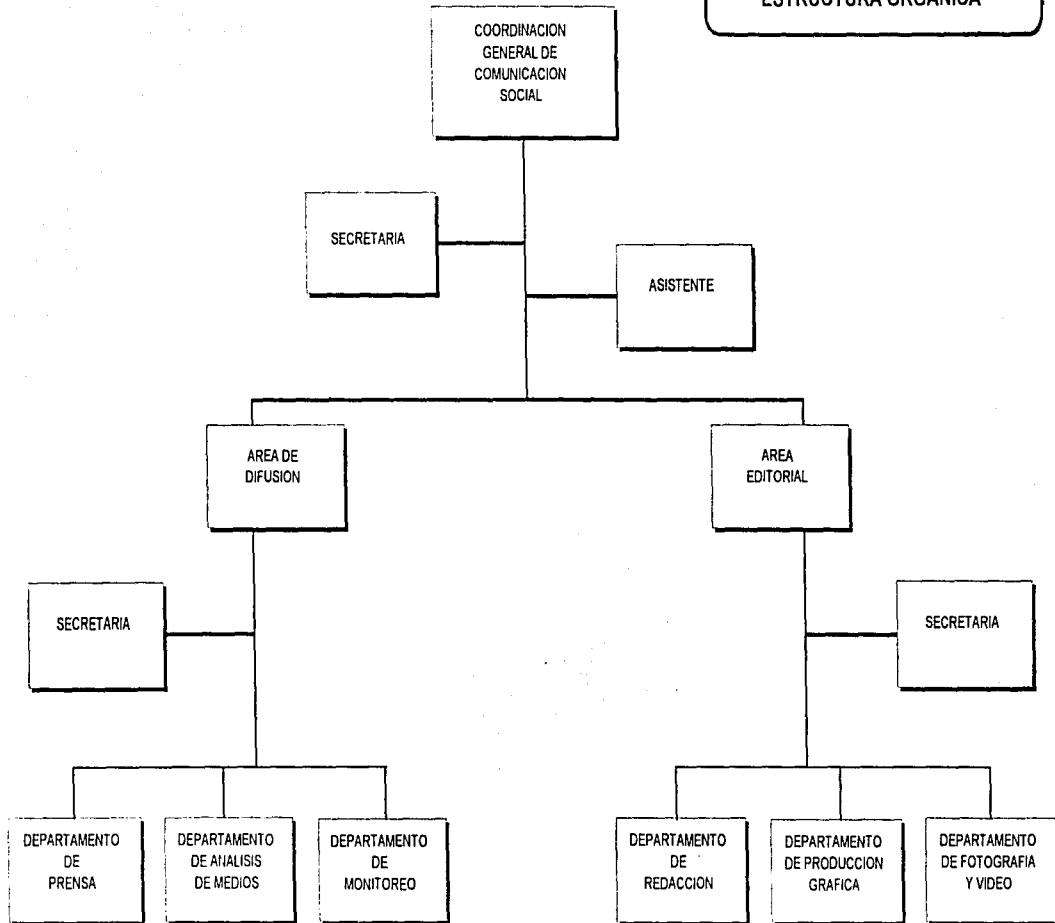 ESTRUCTURA ORGANICA
COORDINACION
GENERAL DE
COMUNICACION
SOCIAL
SECRETARIA
ASISTENTE
AREA DE
DIFUSION
AREA
EDITORIAL
SECRETARIA
SECRETARIA
DEPARTAMENTO
DE
PRENSA
DEPARTAMENTO
DE ANALISIS
DE MEDIOS
DEPARTAMENTO
DE
MONITOREO
DEPARTAMENTO
DE
REDACCION
DEPARTAMENTO
DE PRODUCCION
GRAFICA
DEPARTAMENTO
DE FOTOGRAFIA
Y VIDEO